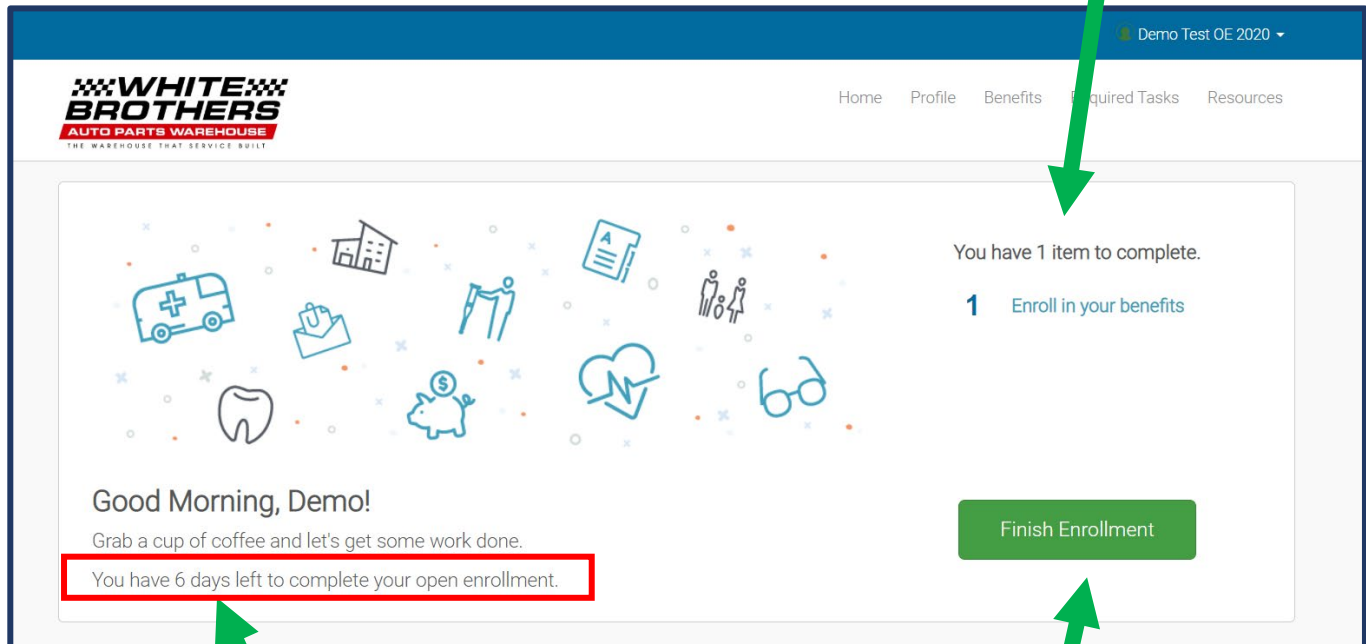 Demo Test OE 2020
WHITE
BROTHERS
AUTO PARTS WAREHOUSE
THE WAREHOUSE THAT SERVICE BUILT
Home Profile Benefits Tasks Resources
A
You have 1 item to complete.
1 Enroll in your benefits
$
Good Morning, Demo!
Grab a cup of coffee and let's get some work done.
You have 6 days left to complete your open enrollment.
Finish Enrollment